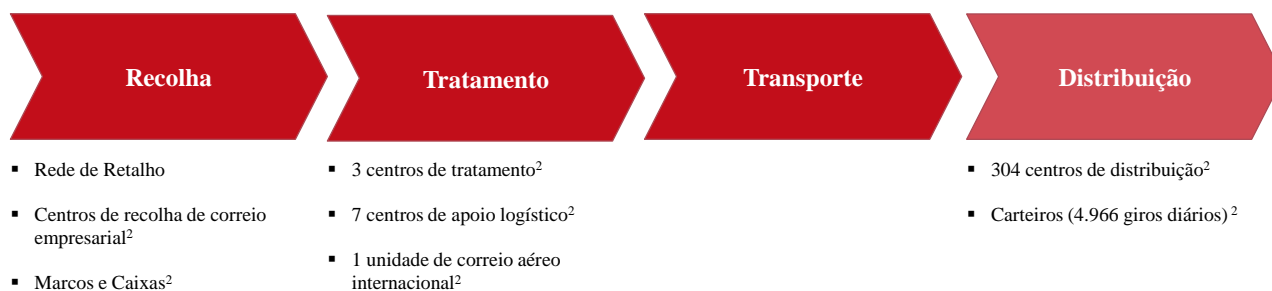 Recolha
Tratamento
Transporte
Distribuição
▪ Rede de Retalho
▪ Centros de recolha de correio
empresarial²
▪ Marcos e Caixas²
▪ 3 centros de tratamento²
▪ 7 centros de apoio logístico²
▪ 1 unidade de correio aéreo
internacional²
▪ 304 centros de distribuição²
▪ Carteiros (4.966 giros diários) ²